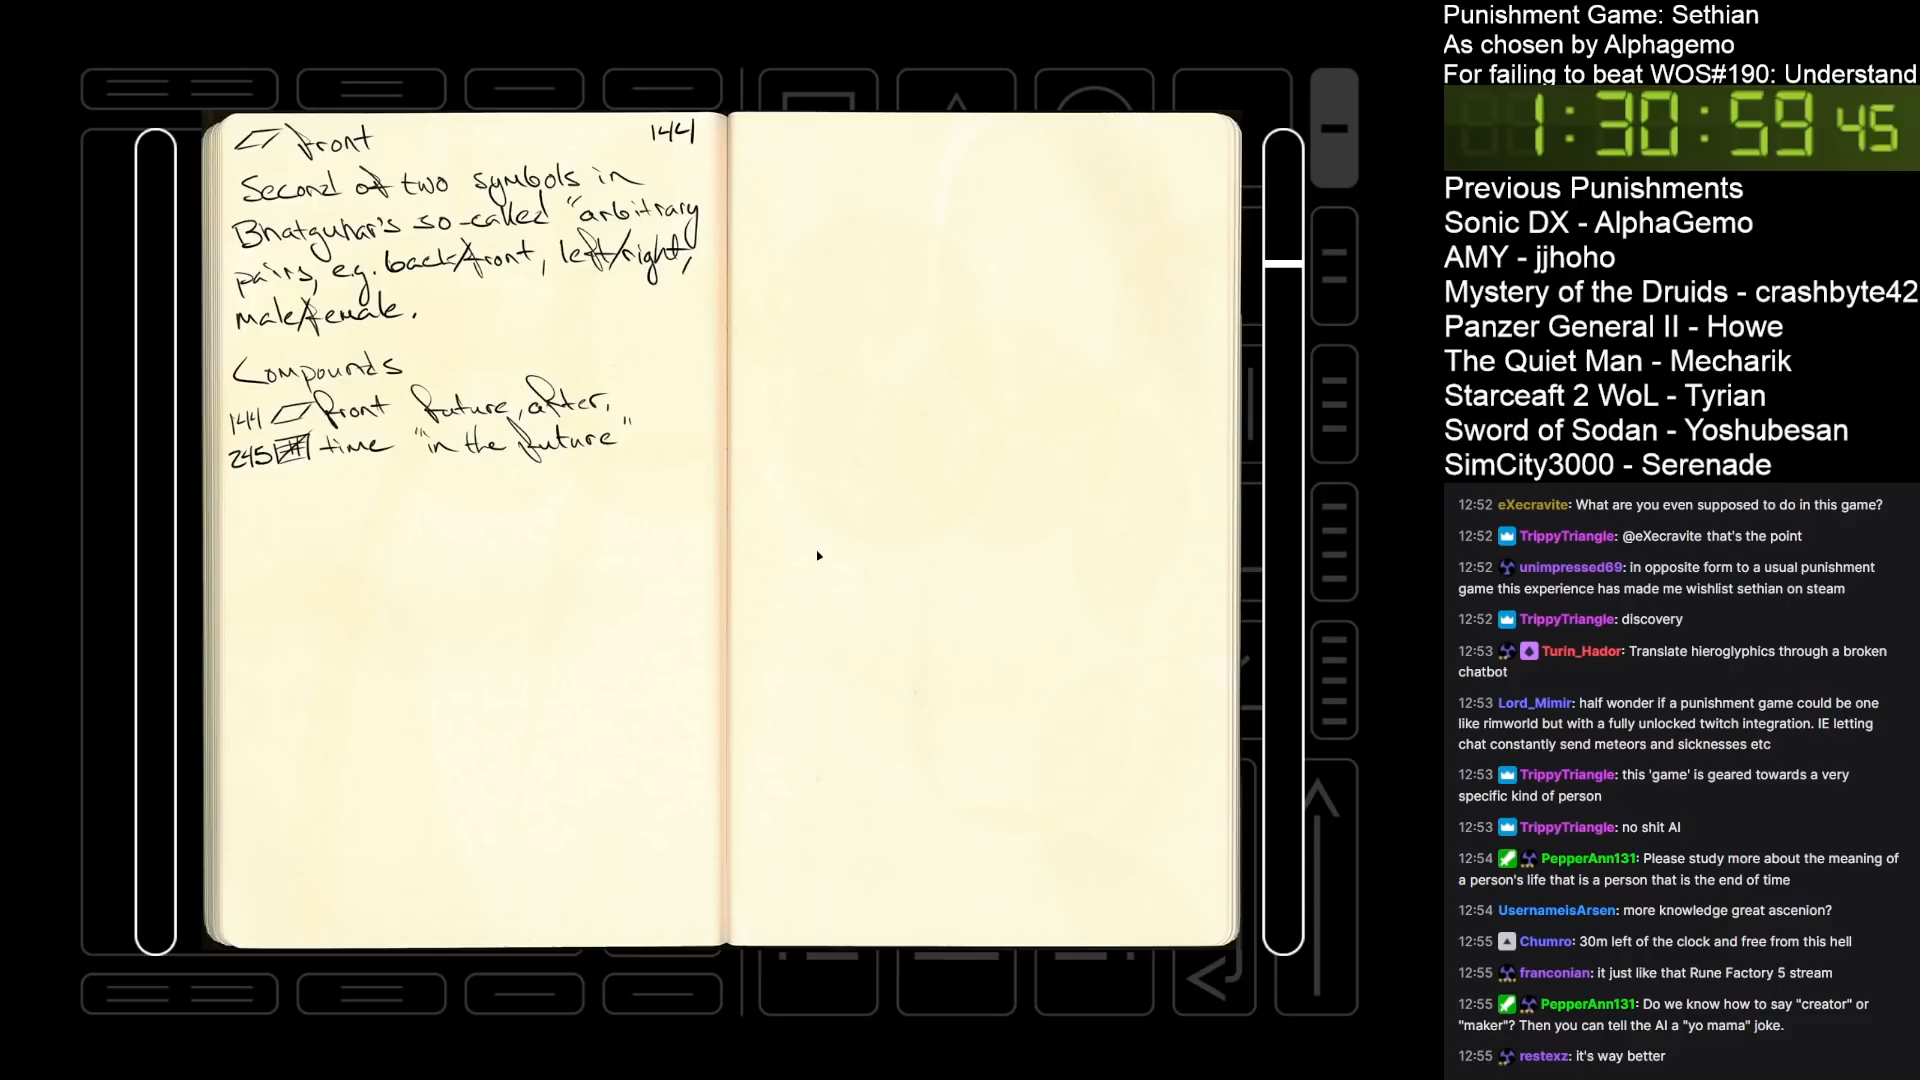 front 144
Second of two symbols in
Bhatguhar's so-called "arbitrary
pairs, e.g. back/front, left/right,
male/female.
Compounds
144 front future, after,
245 time "in the future"
Punishment Game: Sethian
As chosen by Alphagemo
For failing to beat WOS#190: Understand
1:30:59 45
Previous Punishments
Sonic DX - AlphaGemo
AMY - jjhoho
Mystery of the Druids - crashbyte42
Panzer General II - Howe
The Quiet Man - Mecharik
Starceaft 2 WoL - Tyrian
Sword of Sodan - Yoshubesan
SimCity3000 - Serenade
12:52 eXecravite: What are you even supposed to do in this game?
12:52 TrippyTriangle: @eXecravite that's the point
12:52 unimpressed69: in opposite form to a usual punishment
game this experience has made me wishlist sethian on steam
12:52 TrippyTriangle: discovery
12:53 Turin_Hador: Translate hieroglyphics through a broken
chatbot
12:53 Lord_Mimir: half wonder if a punishment game could be one
like rimworld but with a fully unlocked twitch integration. IE letting
chat constantly send meteors and sicknesses etc
12:53 TrippyTriangle: this 'game' is geared towards a very
specific kind of person
12:53 TrippyTriangle: no shit AI
12:54 PepperAnn131: Please study more about the meaning of
a person's life that is a person that is the end of time
12:54 UsernameisArsen: more knowledge great ascenion?
12:55 Chumro: 30m left of the clock and free from this hell
12:55 franconian: it just like that Rune Factory 5 stream
12:55 PepperAnn131: Do we know how to say "creator" or
"maker"? Then you can tell the AI a "yo mama" joke.
12:55 restexz: it's way better